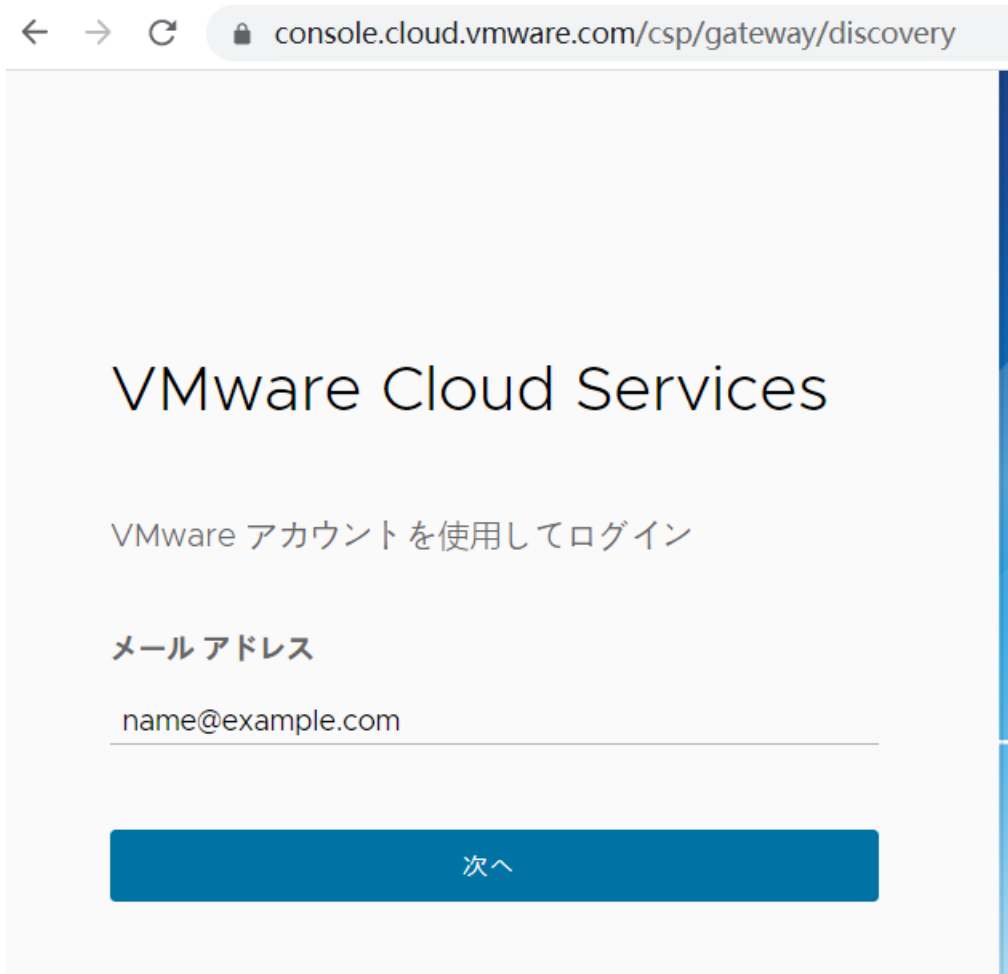 console.cloud.vmware.com/csp/gateway/discovery
VMware Cloud Services
VMware アカウントを使用してログイン
メール アドレス
name@example.com
次へ